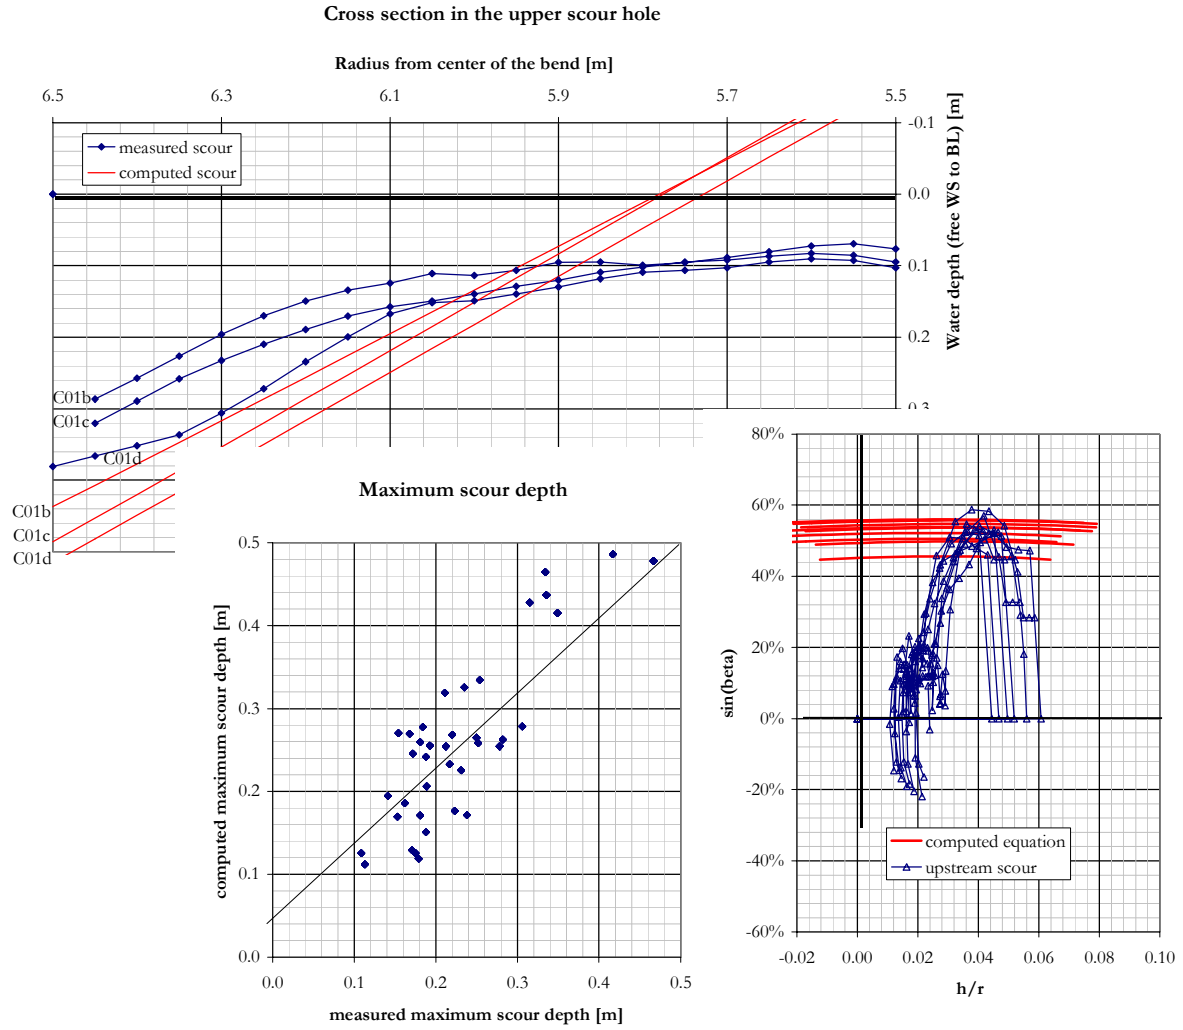 Cross section in the upper scour hole
Radius from center of the bend [m]
6.5 6.3 6.1 5.9 5.7 5.5
measured scour
computed scour
-0.1
0.0
0.1
0.2
0.3
Water depth (free WS to BL) [m]
C01b
C01c
C01d
C01b
C01c
C01d
Maximum scour depth
0.5
0.4
0.3
0.2
0.1
0.0
computed maximum scour depth [m]
0.0 0.1 0.2 0.3 0.4 0.5
measured maximum scour depth [m]
80%
60%
40%
20%
0%
-20%
-40%
-60%
sin(beta)
computed equation
upstream scour
-0.02 0.00 0.02 0.04 0.06 0.08 0.10
h/r